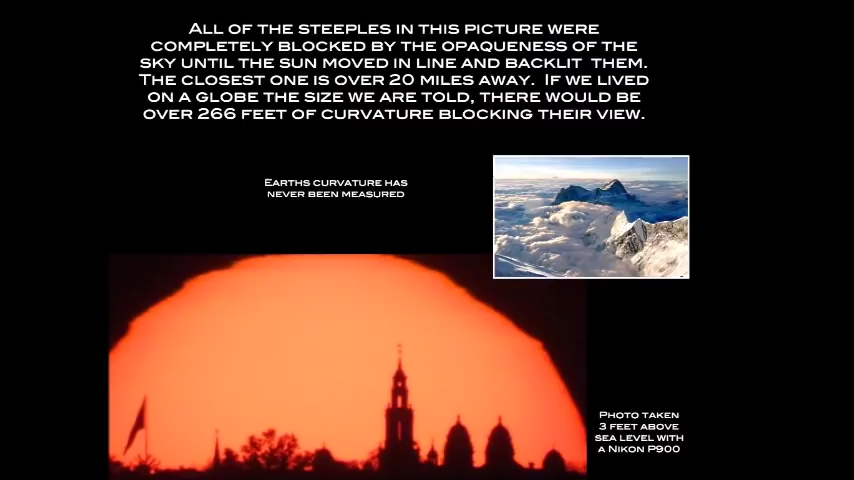 All of the steeples in this picture were
completely blocked by the opaqueness of the
sky until the sun moved in line and backlit them.
The closest one is over 20 miles away. If we lived
on a globe the size we are told, there would be
over 266 feet of curvature blocking their view.
Earths curvature has
never been measured
Photo taken
3 feet above
sea level with
a Nikon P900